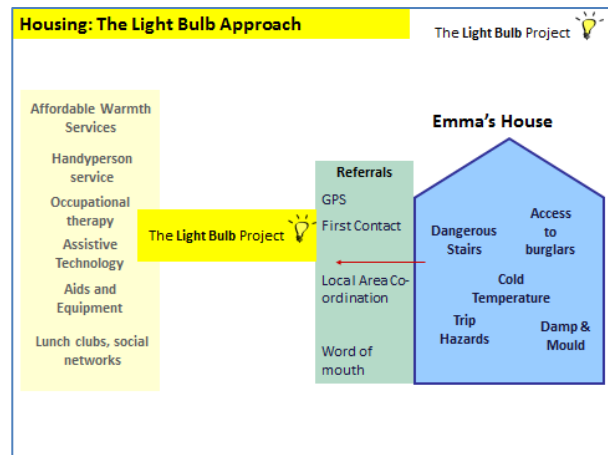 Housing: The Light Bulb Approach
The Light Bulb Project
Affordable Warmth
Services
Handyperson
service
Occupational
therapy
Assistive
Technology
Aids and
Equipment
Lunch clubs, social
networks
The Light Bulb Project
Referrals
GPS
First Contact
Local Area Co-
ordination
Word of
mouth
Emma's House
Dangerous
Stairs
Access
to
burglars
Cold
Temperature
Trip
Hazards
Damp &
Mould